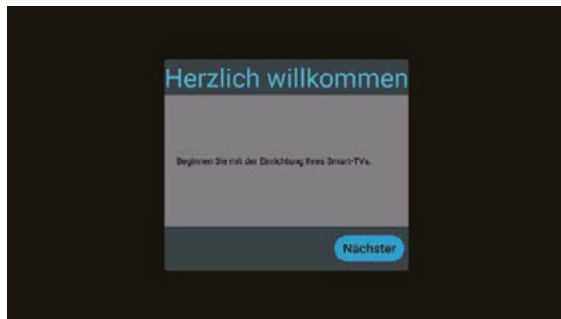 Herzlich willkommen
Beginnen Sie mit der Einrichtung Ihres Smart-TVs.
Nächster